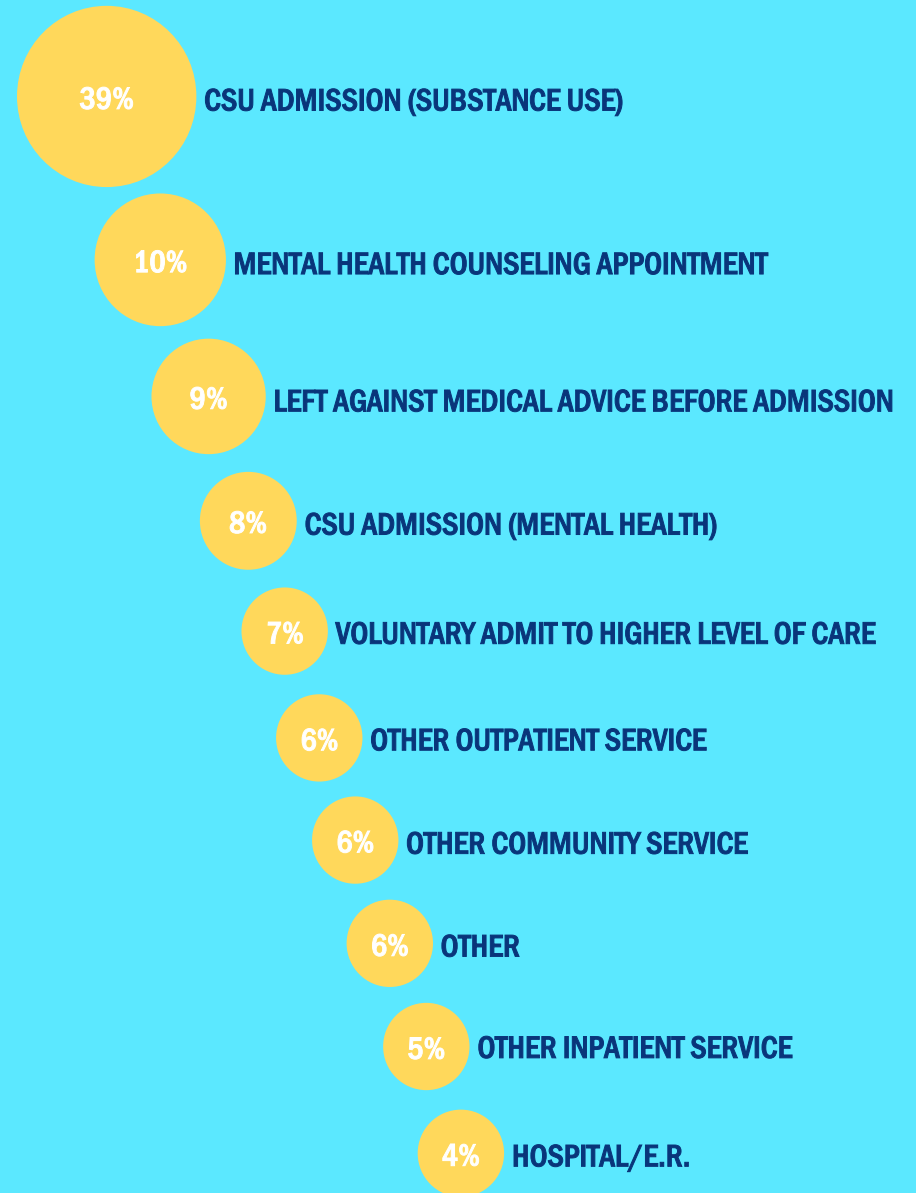 39% CSU ADMISSION (SUBSTANCE USE)
10% MENTAL HEALTH COUNSELING APPOINTMENT
9% LEFT AGAINST MEDICAL ADVICE BEFORE ADMISSION
8% CSU ADMISSION (MENTAL HEALTH)
7% VOLUNTARY ADMIT TO HIGHER LEVEL OF CARE
6% OTHER OUTPATIENT SERVICE
6% OTHER COMMUNITY SERVICE
6% OTHER
5% OTHER INPATIENT SERVICE
4% HOSPITAL/E.R.